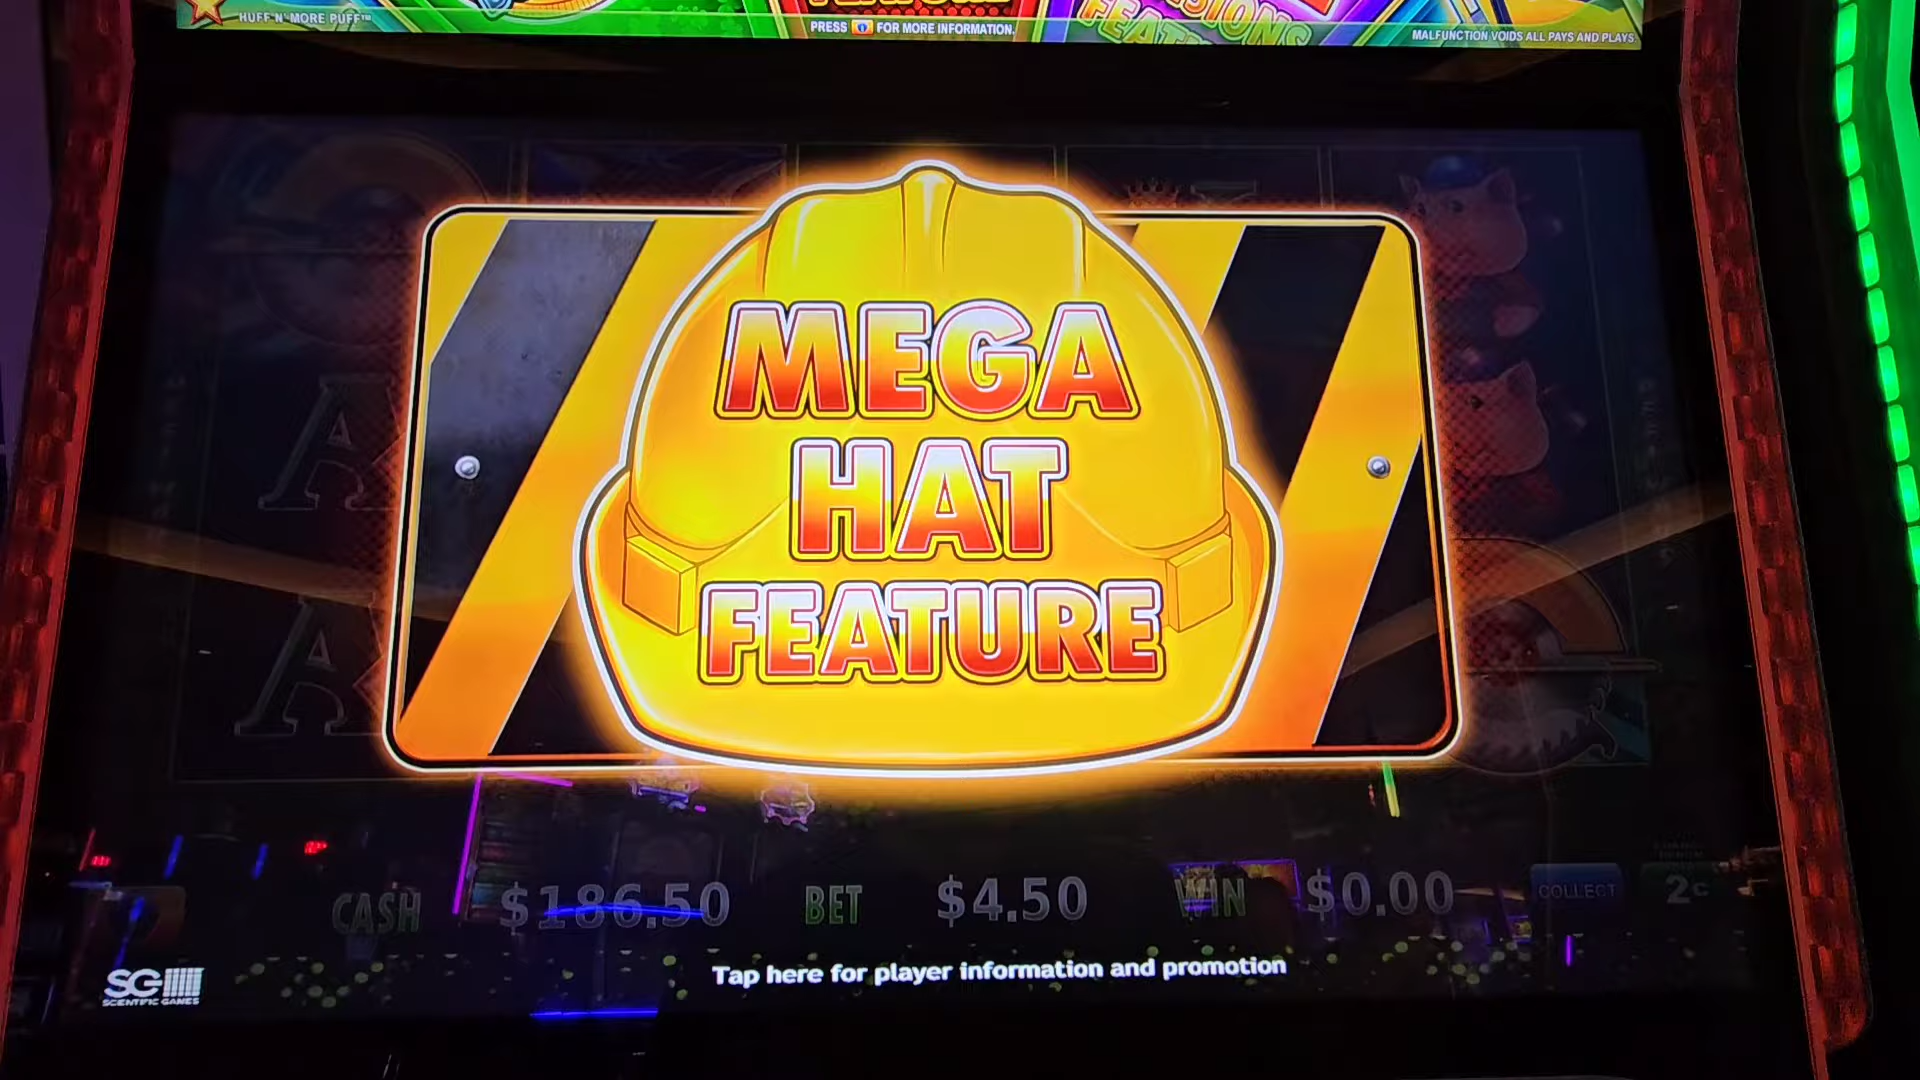 HUFF N' MORE PUFF™
PRESS FOR MORE INFORMATION.
MALFUNCTION VOIDS ALL PAYS AND PLAYS.
MEGA
HAT
FEATURE
A
A
CASH $186.50 BET $4.50 WIN $0.00 COLLECT 2¢
Tap here for player information and promotion
SG
SCIENTIFIC GAMES